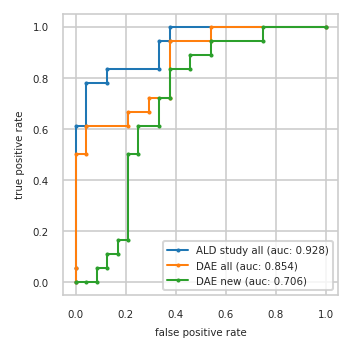 1.0
0.8
0.6
0.4
0.2
0.0
true positive rate
ALD study all (auc: 0.928)
DAE all (auc: 0.854)
DAE new (auc: 0.706)
0.0 0.2 0.4 0.6 0.8 1.0
false positive rate